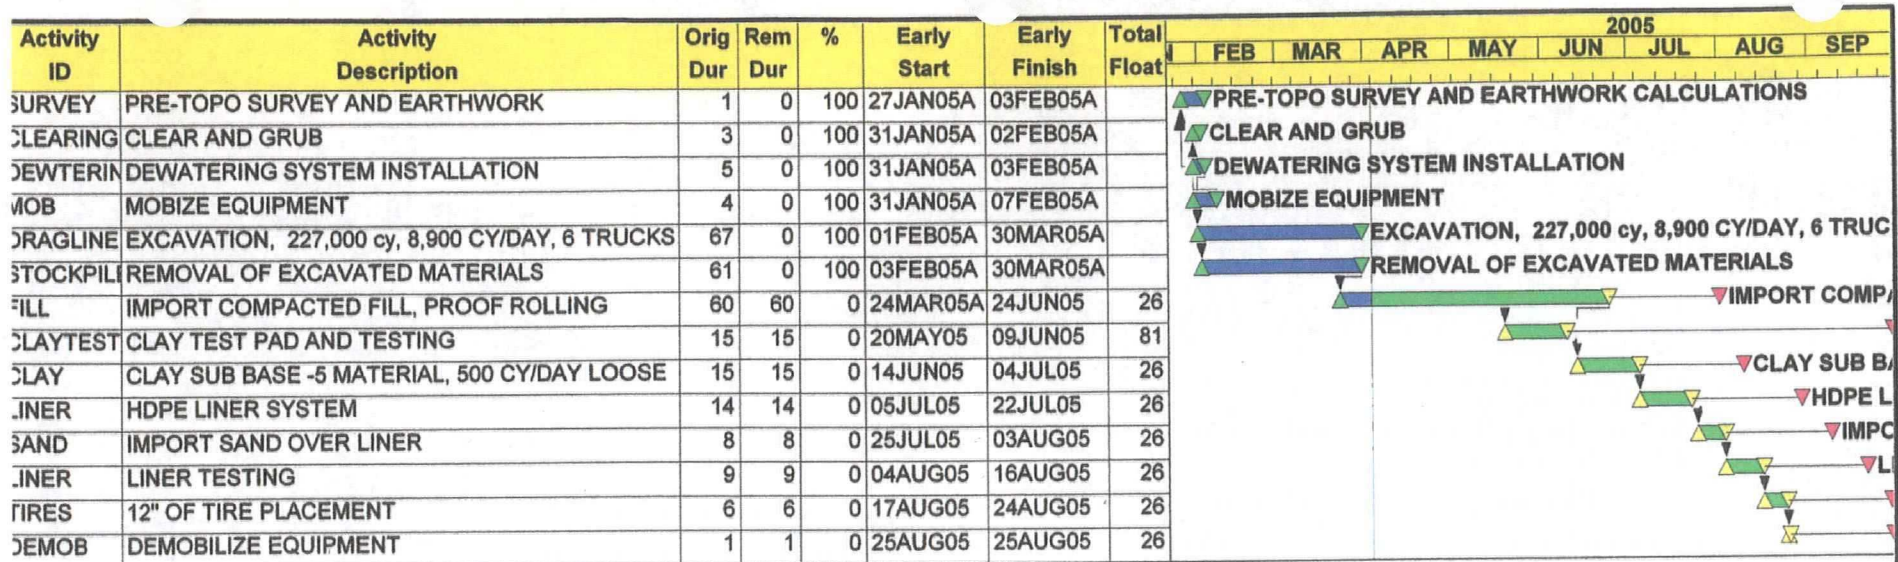 2005
Activity Activity Orig Rem % Early Early Total
FEB MAR APR MAY JUN JUL AUG SEP
ID Description Dur Dur Start Finish Float
SURVEY PRE-TOPO SURVEY AND EARTHWORK 1 0 100 27JAN05A 03FEB05A PRE-TOPO SURVEY AND EARTHWORK CALCULATIONS
CLEARING CLEAR AND GRUB 3 0 100 31JAN05A 02FEB05A CLEAR AND GRUB
DEWTERIN DEWATERING SYSTEM INSTALLATION 5 0 100 31JAN05A 03FEB05A DEWATERING SYSTEM INSTALLATION
MOB MOBIZE EQUIPMENT 4 0 100 31JAN05A 07FEB05A MOBIZE EQUIPMENT
DRAGLINE EXCAVATION, 227,000 cy, 8,900 CY/DAY, 6 TRUCKS 67 0 100 01FEB05A 30MAR05A EXCAVATION, 227,000 cy, 8,900 CY/DAY, 6 TRUC
STOCKPILE REMOVAL OF EXCAVATED MATERIALS 61 0 100 03FEB05A 30MAR05A REMOVAL OF EXCAVATED MATERIALS
FILL IMPORT COMPACTED FILL, PROOF ROLLING 60 60 0 24MAR05A 24JUN05 26 IMPORT COMPA
CLAYTEST CLAY TEST PAD AND TESTING 15 15 0 20MAY05 09JUN05 81
CLAY CLAY SUB BASE -5 MATERIAL, 500 CY/DAY LOOSE 15 15 0 14JUN05 04JUL05 26 CLAY SUB BA
LINER HDPE LINER SYSTEM 14 14 0 05JUL05 22JUL05 26 HDPE L
SAND IMPORT SAND OVER LINER 8 8 0 25JUL05 03AUG05 26 IMPO
LINER LINER TESTING 9 9 0 04AUG05 16AUG05 26 L
TIRES 12" OF TIRE PLACEMENT 6 6 0 17AUG05 24AUG05 26
DEMOB DEMOBILIZE EQUIPMENT 1 1 0 25AUG05 25AUG05 26